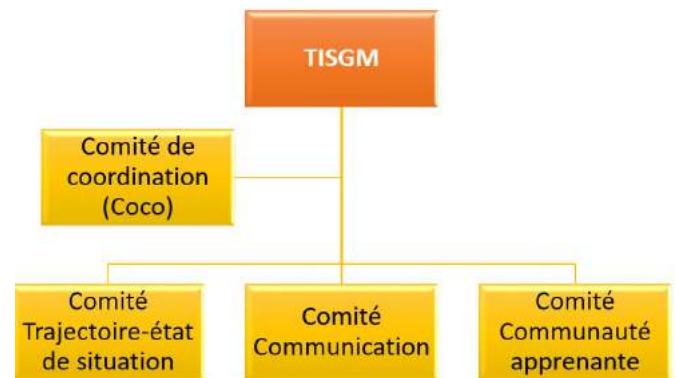 TISGM
Comité de
coordination
(Coco)
Comité
Trajectoire-état
de situation
Comité
Communication
Comité
Communauté
apprenante